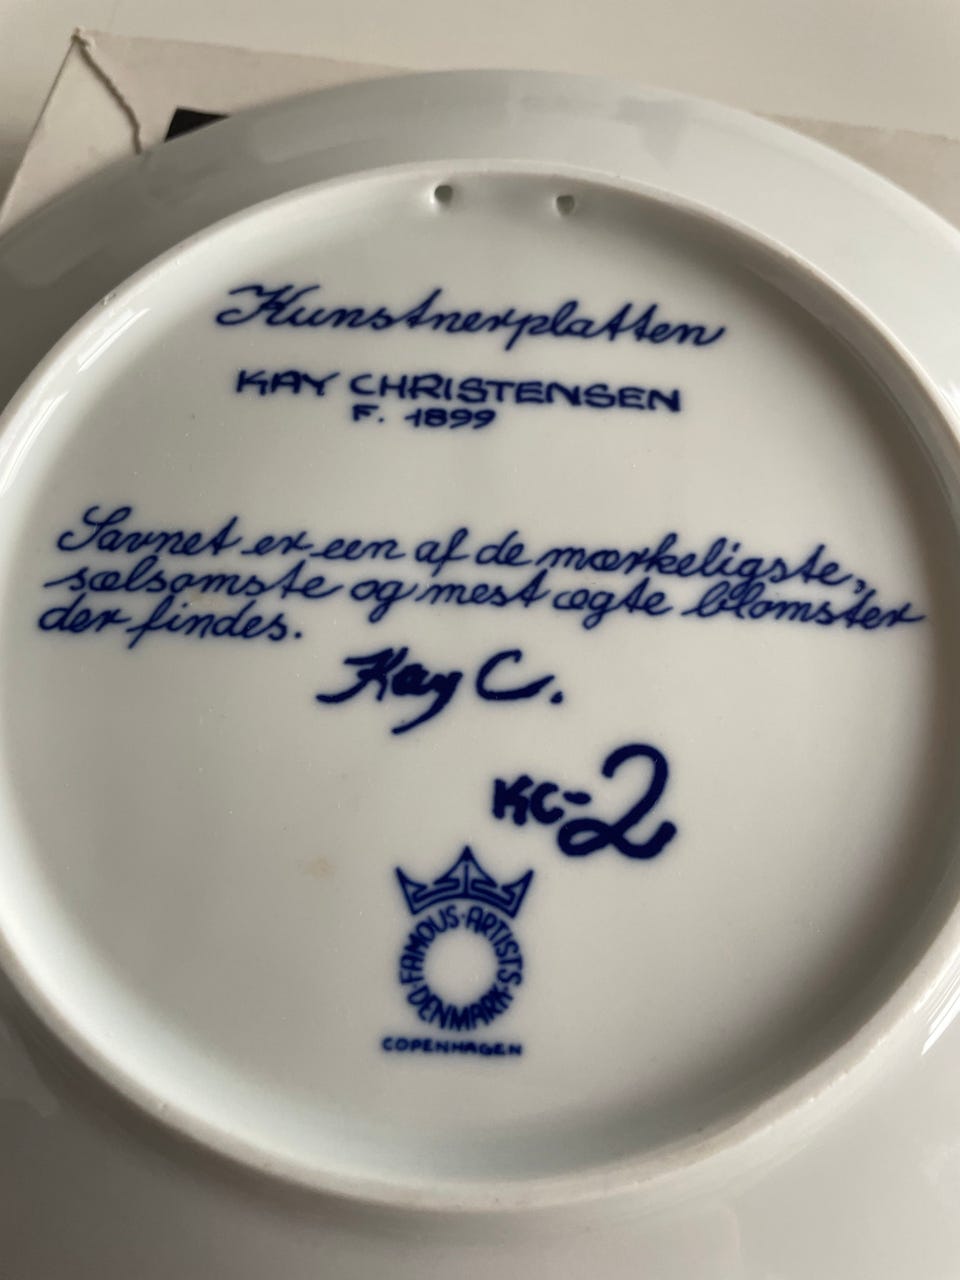 Kunstnerplatten
KAY CHRISTENSEN
F. 1899
Savnet er een af de mærkeligste,
sælsomste og mest ægte blomster
der findes.
Kay C.
KC-2
FAMOUS·ARTISTS·DENMARK·
COPENHAGEN